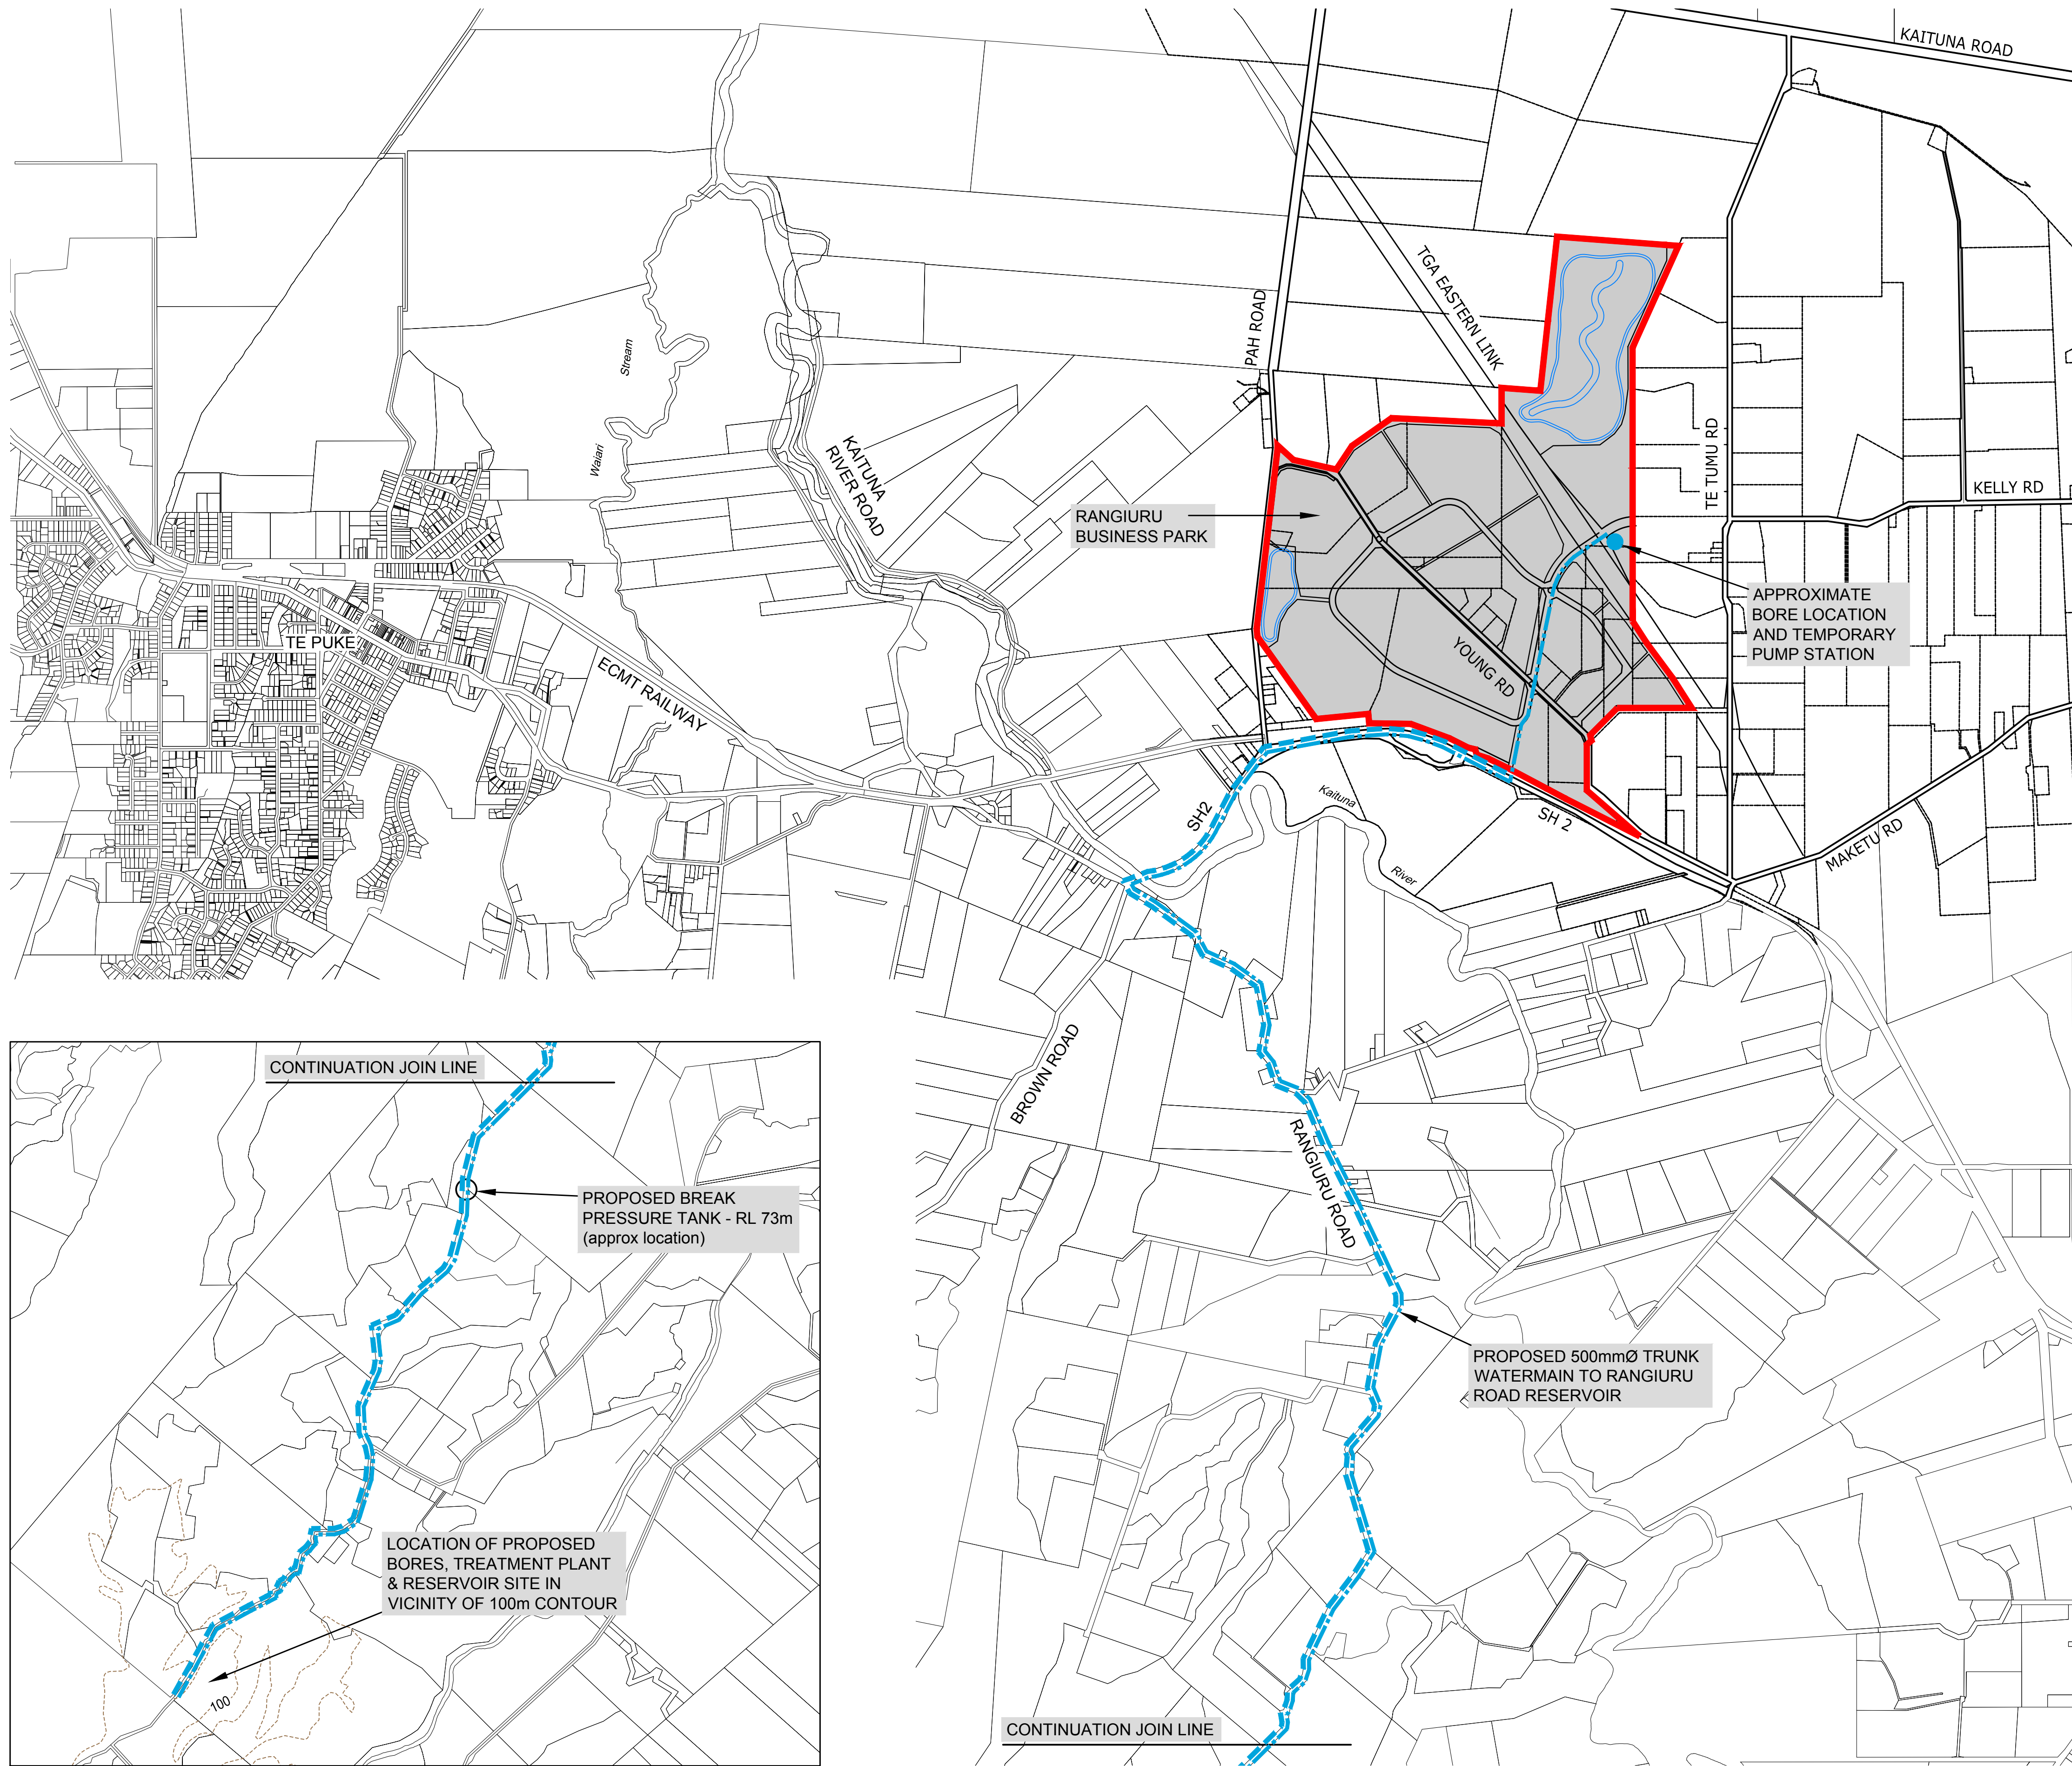 KAITUNA ROAD
TGA EASTERN LINK
PAH ROAD
Stream
Waiari
KAITUNA
RIVER ROAD
TE TUMU RD
KELLY RD
RANGIURU
BUSINESS PARK
APPROXIMATE
BORE LOCATION
AND TEMPORARY
PUMP STATION
TE PUKE
ECMT RAILWAY
YOUNG RD
SH2
Kaituna
River
SH 2
MAKETU RD
BROWN ROAD
RANGIURU ROAD
PROPOSED 500mmØ TRUNK
WATERMAIN TO RANGIURU
ROAD RESERVOIR
CONTINUATION JOIN LINE
CONTINUATION JOIN LINE
PROPOSED BREAK
PRESSURE TANK - RL 73m
(approx location)
LOCATION OF PROPOSED
BORES, TREATMENT PLANT
& RESERVOIR SITE IN
VICINITY OF 100m CONTOUR
100